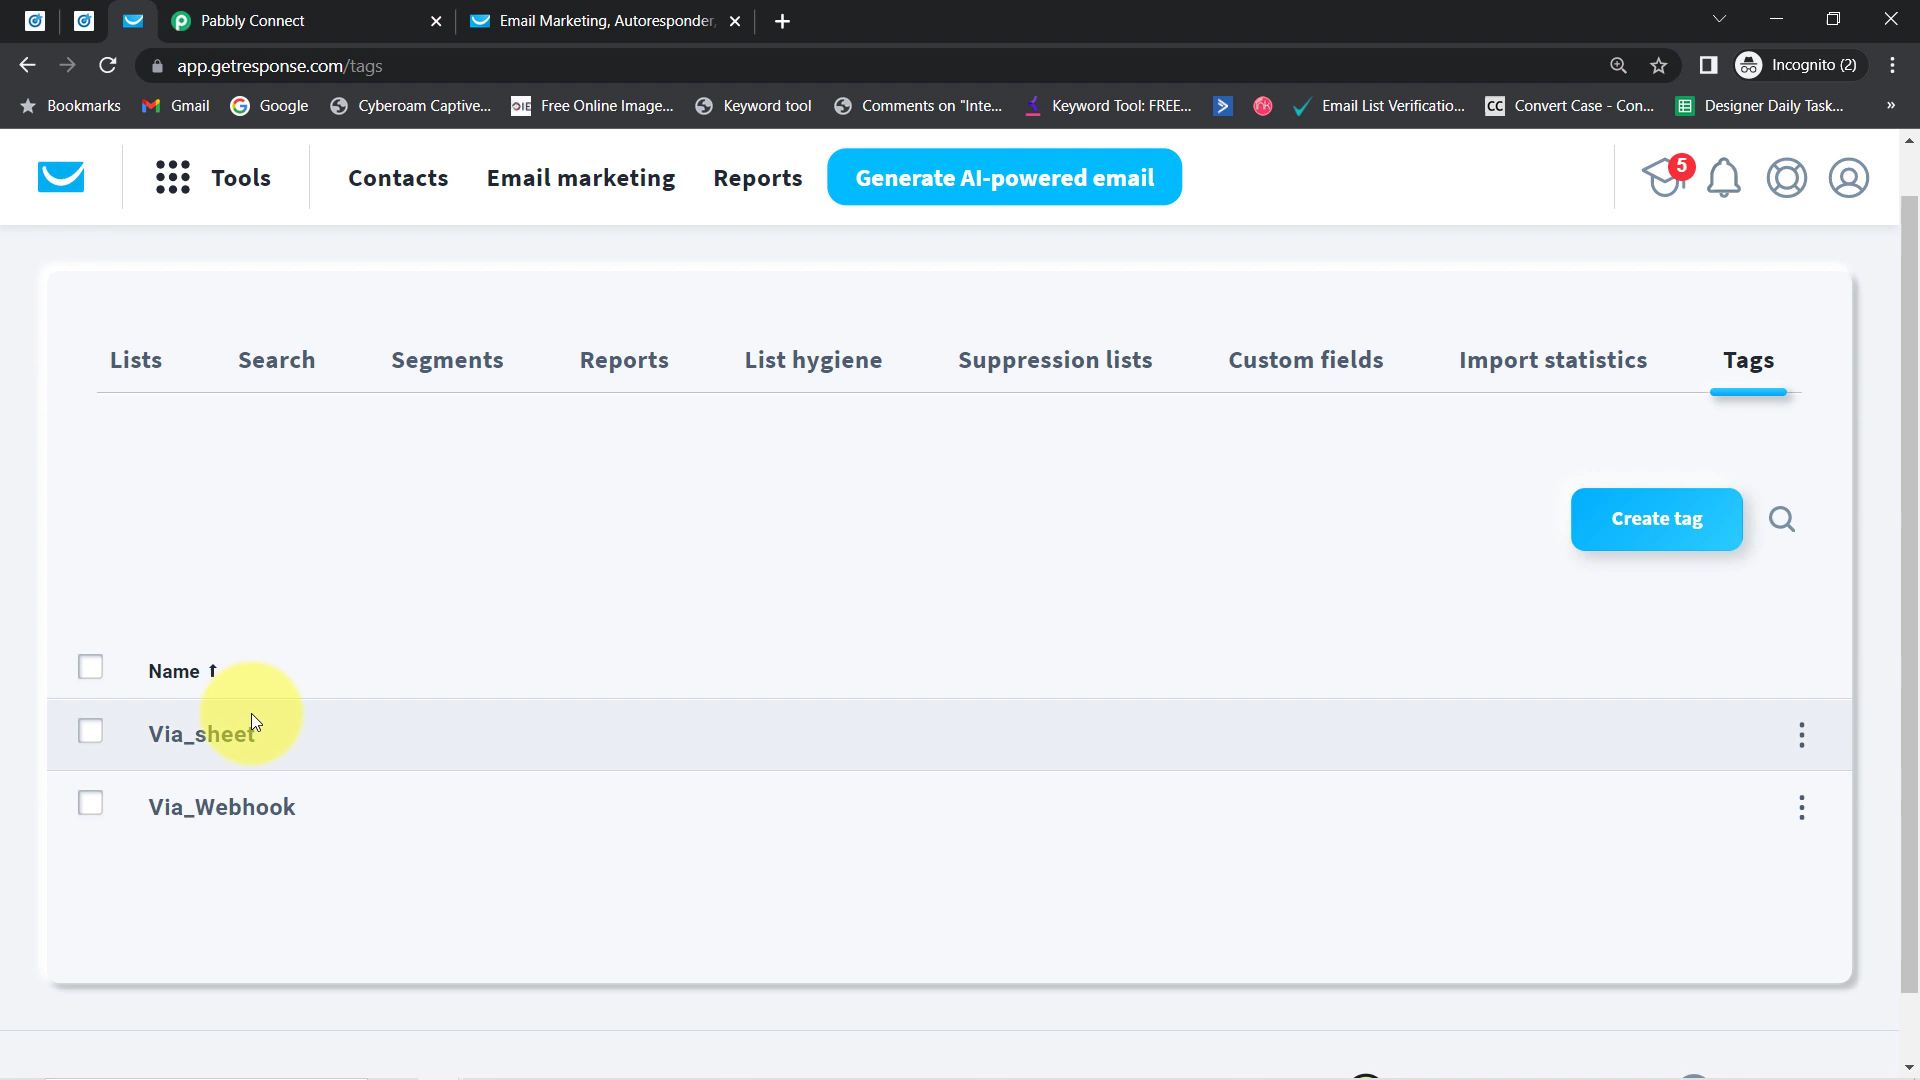 Pabbly Connect
Email Marketing, Autoresponder,
app.getresponse.com/tags
Incognito (2)
Bookmarks Gmail Google Cyberoam Captive... OIE Free Online Image... Keyword tool Comments on "Inte... Keyword Tool: FREE... Email List Verificatio... CC Convert Case - Con... Designer Daily Task... »
Tools Contacts Email marketing Reports Generate AI-powered email 5
Lists Search Segments Reports List hygiene Suppression lists Custom fields Import statistics Tags
Create tag
Name ↑
Via_sheet
Via_Webhook